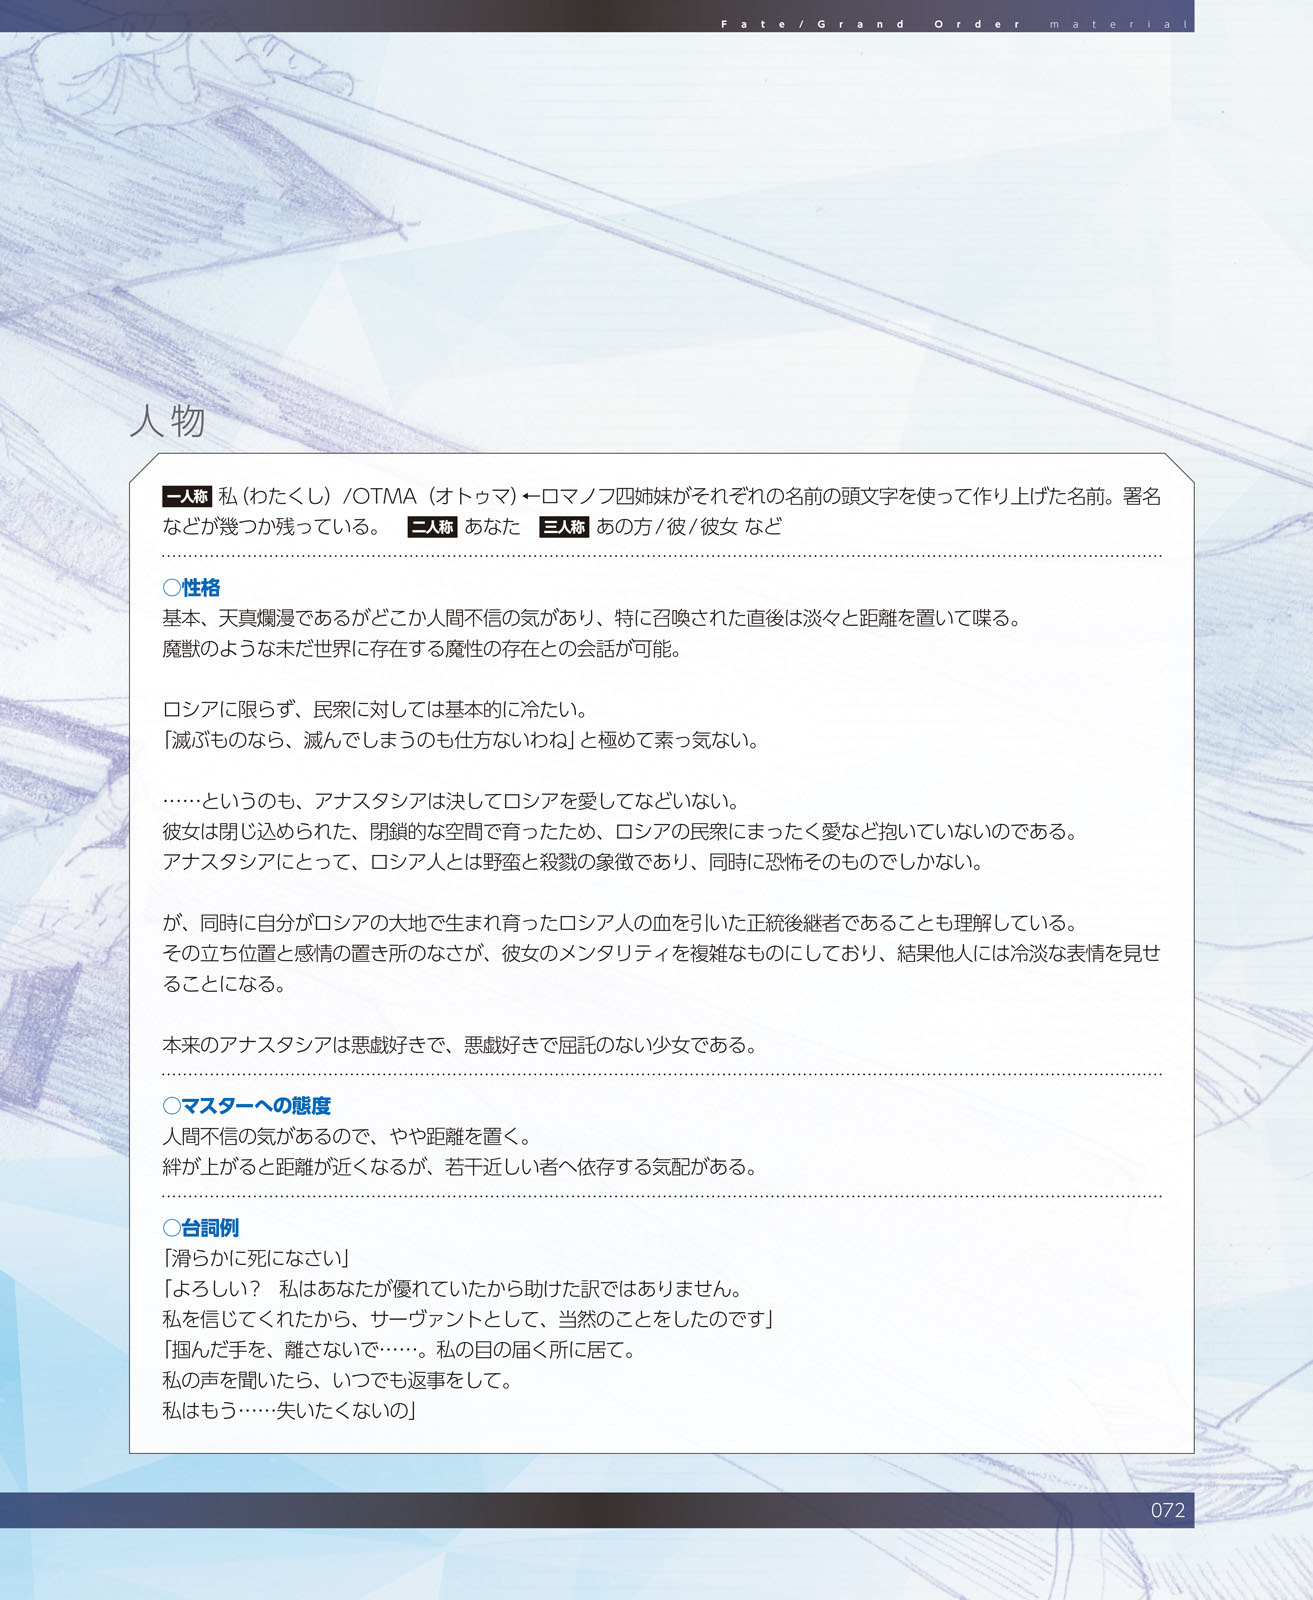 Fate/Grand Order material
人物
一人称 私（わたくし）/OTMA（オトゥマ）←ロマノフ四姉妹がそれぞれの名前の頭文字を使って作り上げた名前。署名
などが幾つか残っている。 二人称 あなた 三人称 あの方/彼/彼女 など
○性格
基本、天真爛漫であるがどこか人間不信の気があり、特に召喚された直後は淡々と距離を置いて喋る。
魔獣のような未だ世界に存在する魔性の存在との会話が可能。
ロシアに限らず、民衆に対しては基本的に冷たい。
「滅ぶものなら、滅んでしまうのも仕方ないわね」と極めて素っ気ない。
……というのも、アナスタシアは決してロシアを愛してなどいない。
彼女は閉じ込められた、閉鎖的な空間で育ったため、ロシアの民衆にまったく愛など抱いていないのである。
アナスタシアにとって、ロシア人とは野蛮と殺戮の象徴であり、同時に恐怖そのものでしかない。
が、同時に自分がロシアの大地で生まれ育ったロシア人の血を引いた正統後継者であることも理解している。
その立ち位置と感情の置き所のなさが、彼女のメンタリティを複雑なものにしており、結果他人には冷淡な表情を見せ
ることになる。
本来のアナスタシアは悪戯好きで、悪戯好きで屈託のない少女である。
○マスターへの態度
人間不信の気があるので、やや距離を置く。
絆が上がると距離が近くなるが、若干近しい者へ依存する気配がある。
○台詞例
「滑らかに死になさい」
「よろしい？　私はあなたが優れていたから助けた訳ではありません。
私を信じてくれたから、サーヴァントとして、当然のことをしたのです」
「掴んだ手を、離さないで……。私の目の届く所に居て。
私の声を聞いたら、いつでも返事をして。
私はもう……失いたくないの」
072